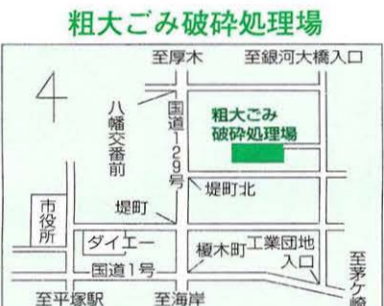 粗大ごみ破砕処理場
至厚木
至銀河大橋入口
八幡交番前
国道129号
粗大ごみ
破砕処理場
堤町北
市役所
堤町
ダイエー
榎木町
工業団地
入口
至茅ケ崎
国道1号
至平塚駅
至海岸